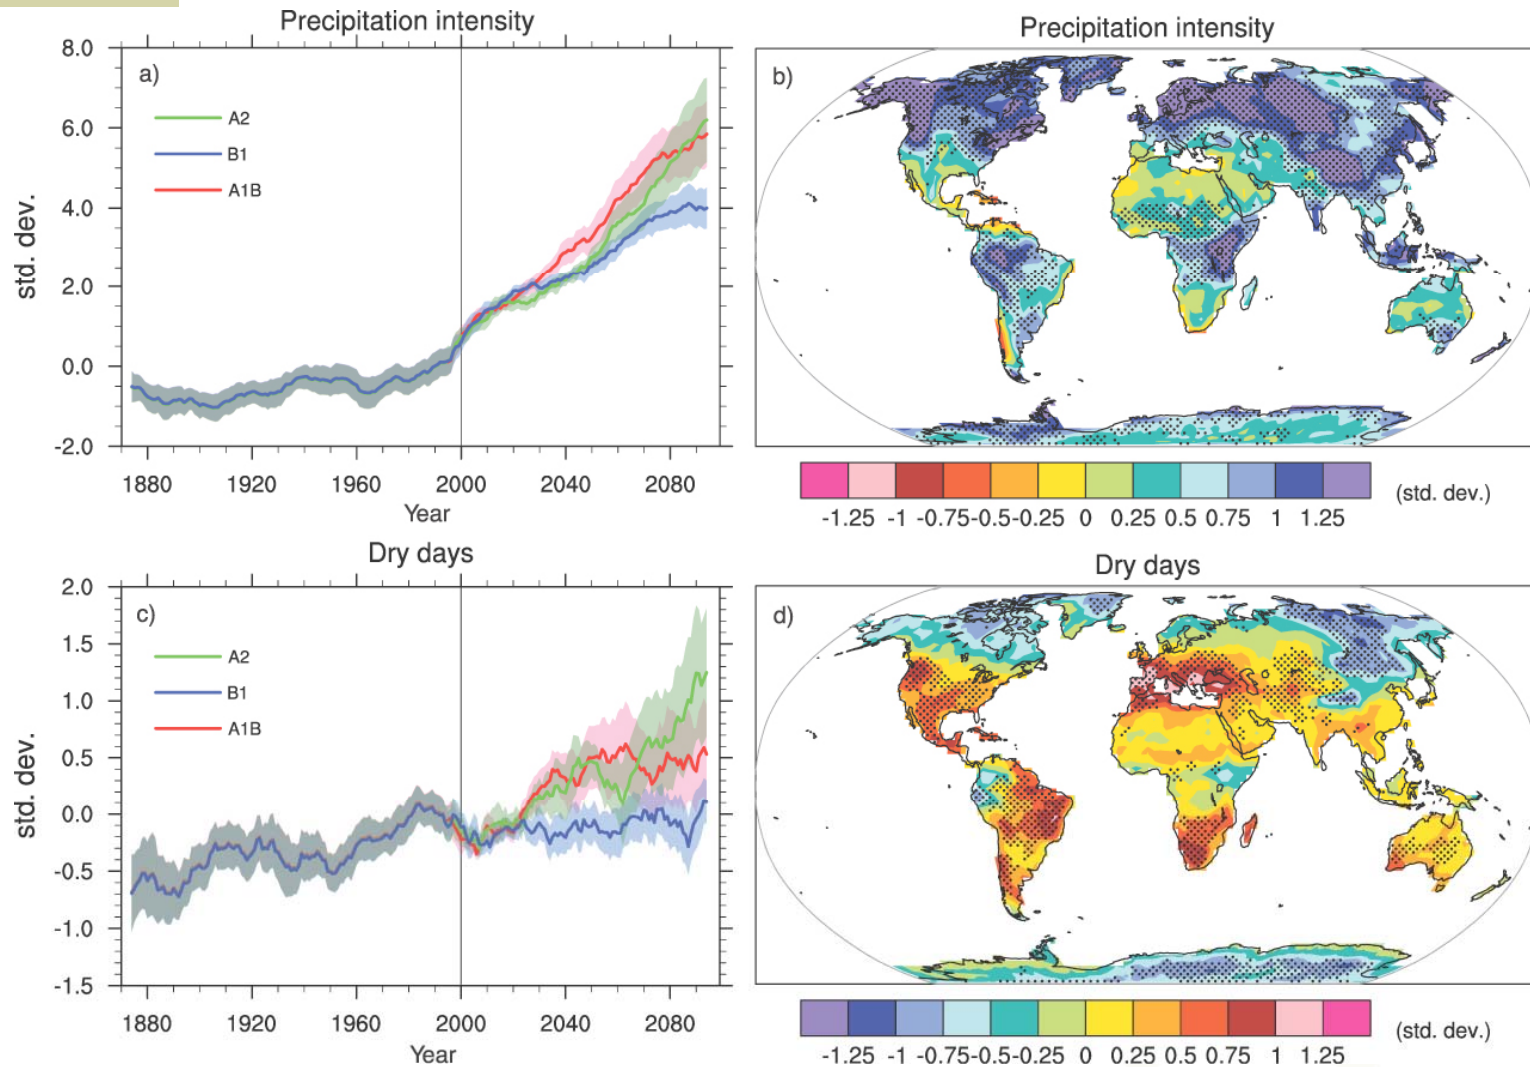 Precipitation intensity
a)
8.0
6.0
4.0
2.0
0.0
-2.0
std. dev.
A2
B1
A1B
1880 1920 1960 2000 2040 2080
Year
Precipitation intensity
b)
-1.25 -1 -0.75 -0.5 -0.25 0 0.25 0.5 0.75 1 1.25
(std. dev.)
Dry days
c)
2.0
1.5
1.0
0.5
0.0
-0.5
-1.0
-1.5
std. dev.
A2
B1
A1B
1880 1920 1960 2000 2040 2080
Year
Dry days
d)
-1.25 -1 -0.75 -0.5 -0.25 0 0.25 0.5 0.75 1 1.25
(std. dev.)